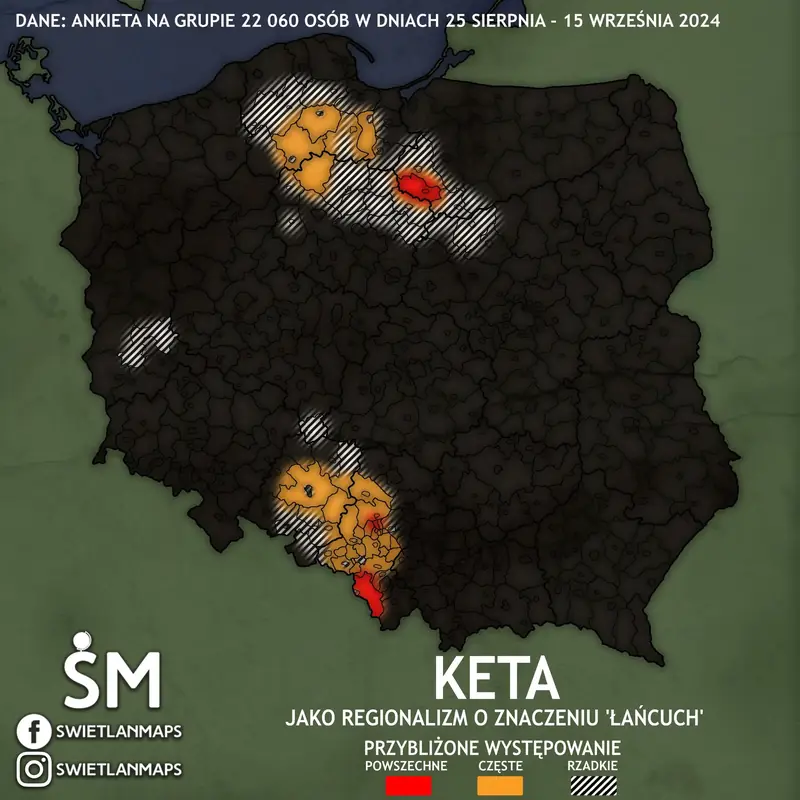 DANE: ANKIETA NA GRUPIE 22 060 OSÓB W DNIACH 25 SIERPNIA - 15 WRZEŚNIA 2024
ŚM
SWIETLANMAPS
SWIETLANMAPS
KETA
JAKO REGIONALIZM O ZNACZENIU 'ŁAŃCUCH'
PRZYBLIŻONE WYSTĘPOWANIE
POWSZECHNE CZĘSTE RZADKIE